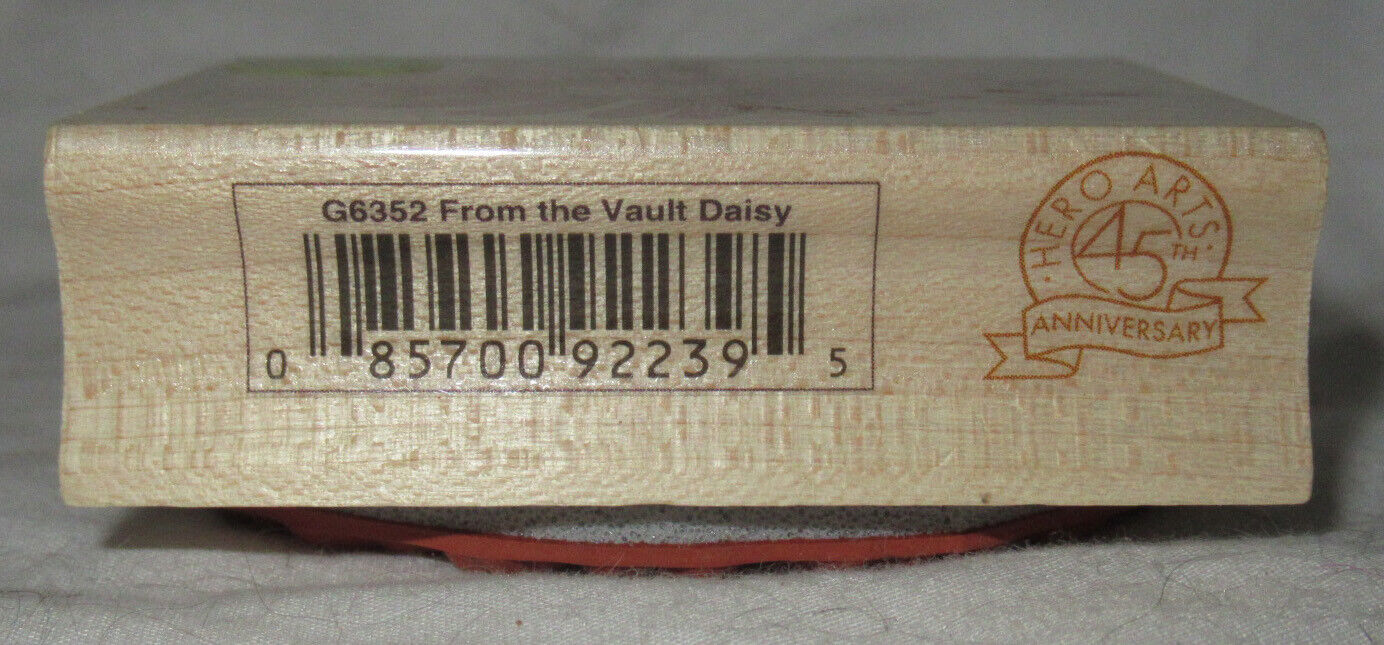 G6352 From the Vault Daisy
0 85700 92239 5
·HERO ARTS·
45TH
ANNIVERSARY